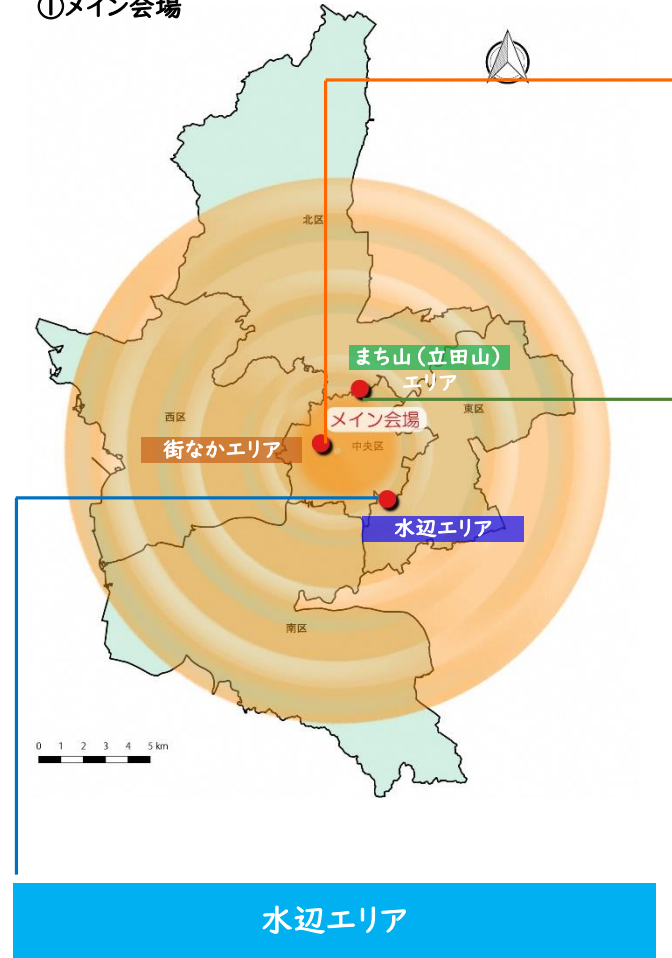 ①メイン会場
北区
まち山（立田山）
エリア
メイン会場
東区
西区
街なかエリア
中央区
水辺エリア
南区
0 1 2 3 4 5 km
水辺エリア